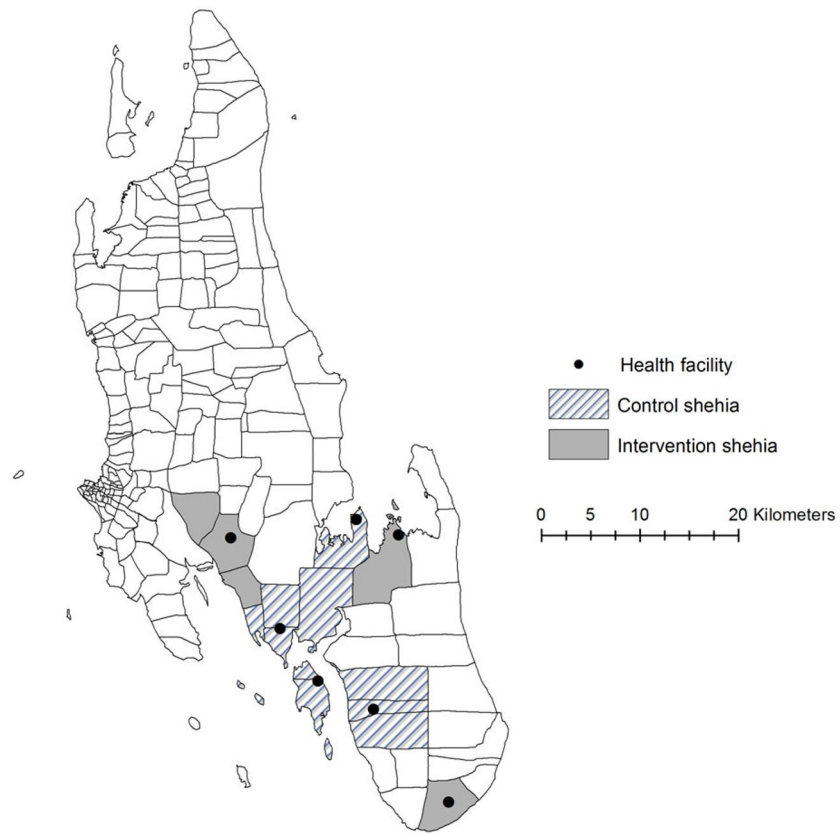 Health facility
Control shehia
Intervention shehia
0 5 10 20 Kilometers